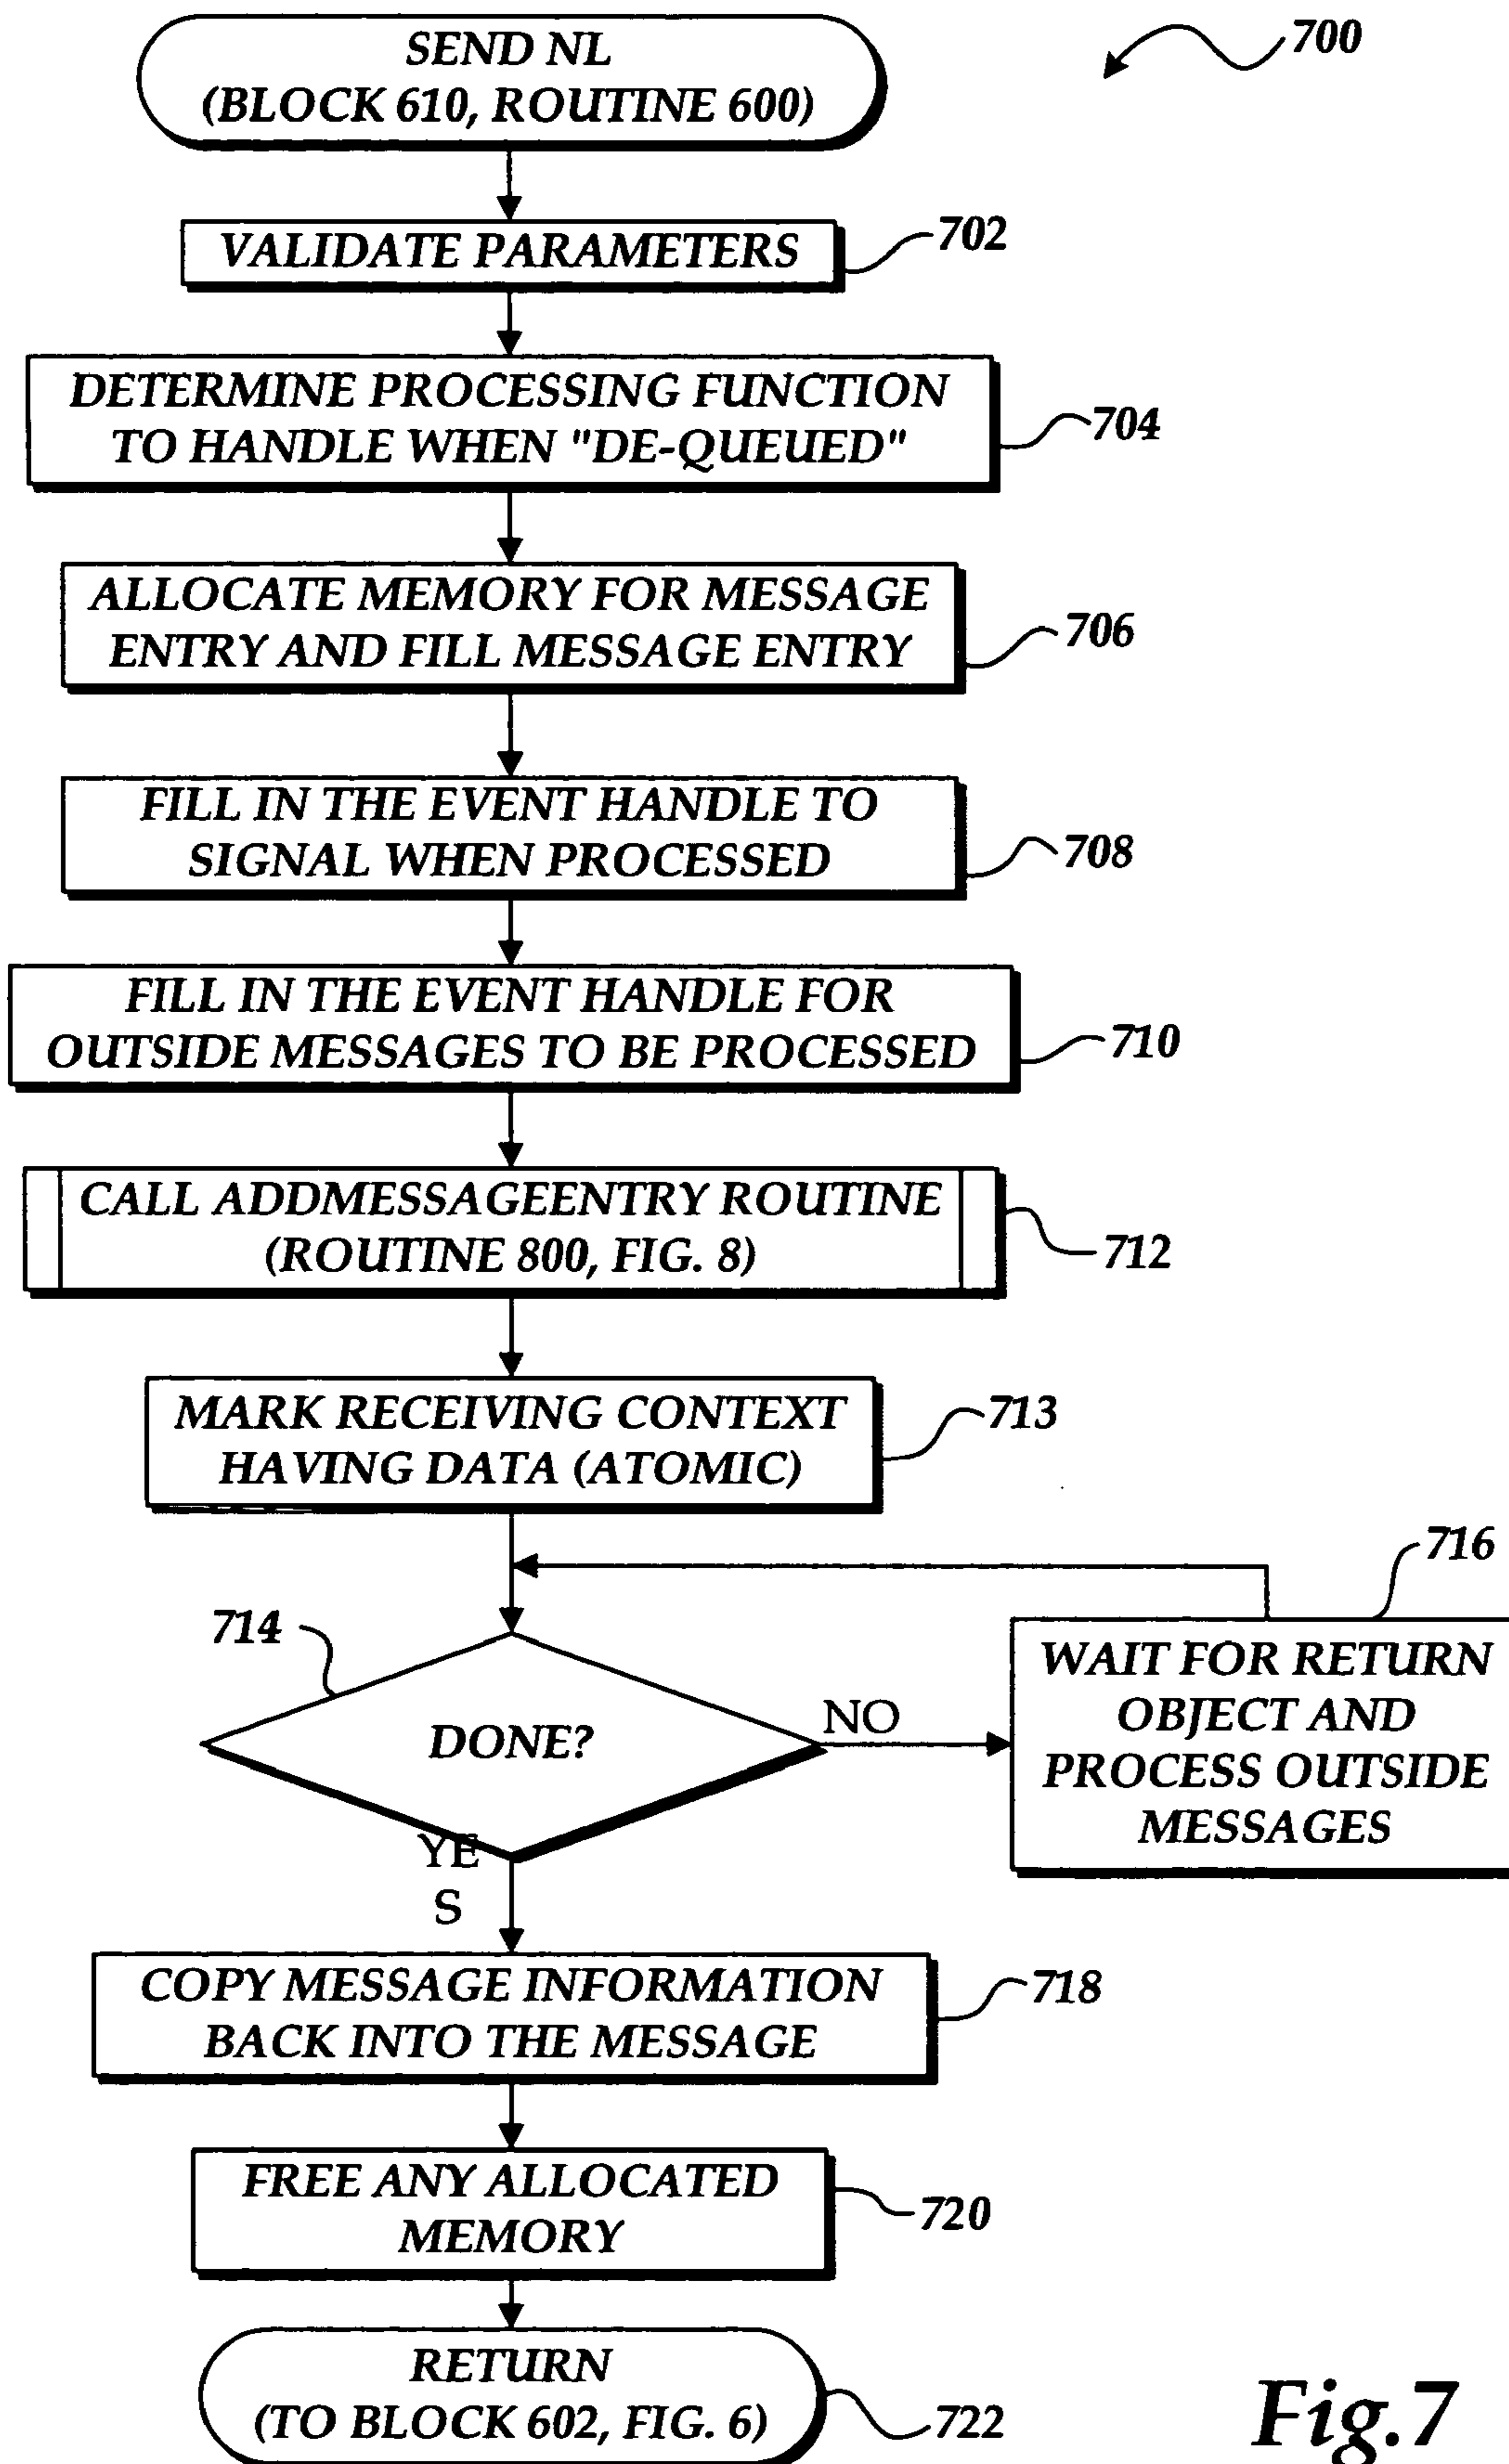 SEND NL
(BLOCK 610, ROUTINE 600)
700
VALIDATE PARAMETERS
702
DETERMINE PROCESSING FUNCTION
TO HANDLE WHEN "DE-QUEUED"
704
ALLOCATE MEMORY FOR MESSAGE
ENTRY AND FILL MESSAGE ENTRY
706
FILL IN THE EVENT HANDLE TO
SIGNAL WHEN PROCESSED
708
FILL IN THE EVENT HANDLE FOR
OUTSIDE MESSAGES TO BE PROCESSED
710
CALL ADDMESSAGEENTRY ROUTINE
(ROUTINE 800, FIG. 8)
712
MARK RECEIVING CONTEXT
HAVING DATA (ATOMIC)
713
714
DONE?
NO
716
WAIT FOR RETURN
OBJECT AND
PROCESS OUTSIDE
MESSAGES
YE
S
COPY MESSAGE INFORMATION
BACK INTO THE MESSAGE
718
FREE ANY ALLOCATED
MEMORY
720
RETURN
(TO BLOCK 602, FIG. 6)
722
Fig.7